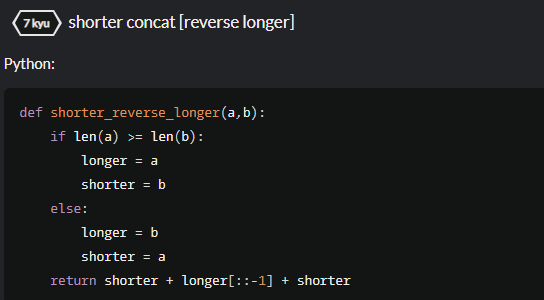 7 kyu shorter concat [reverse longer]
Python:
def shorter_reverse_longer(a,b):
    if len(a) >= len(b):
        longer = a
        shorter = b
    else:
        longer = b
        shorter = a
    return shorter + longer[::-1] + shorter